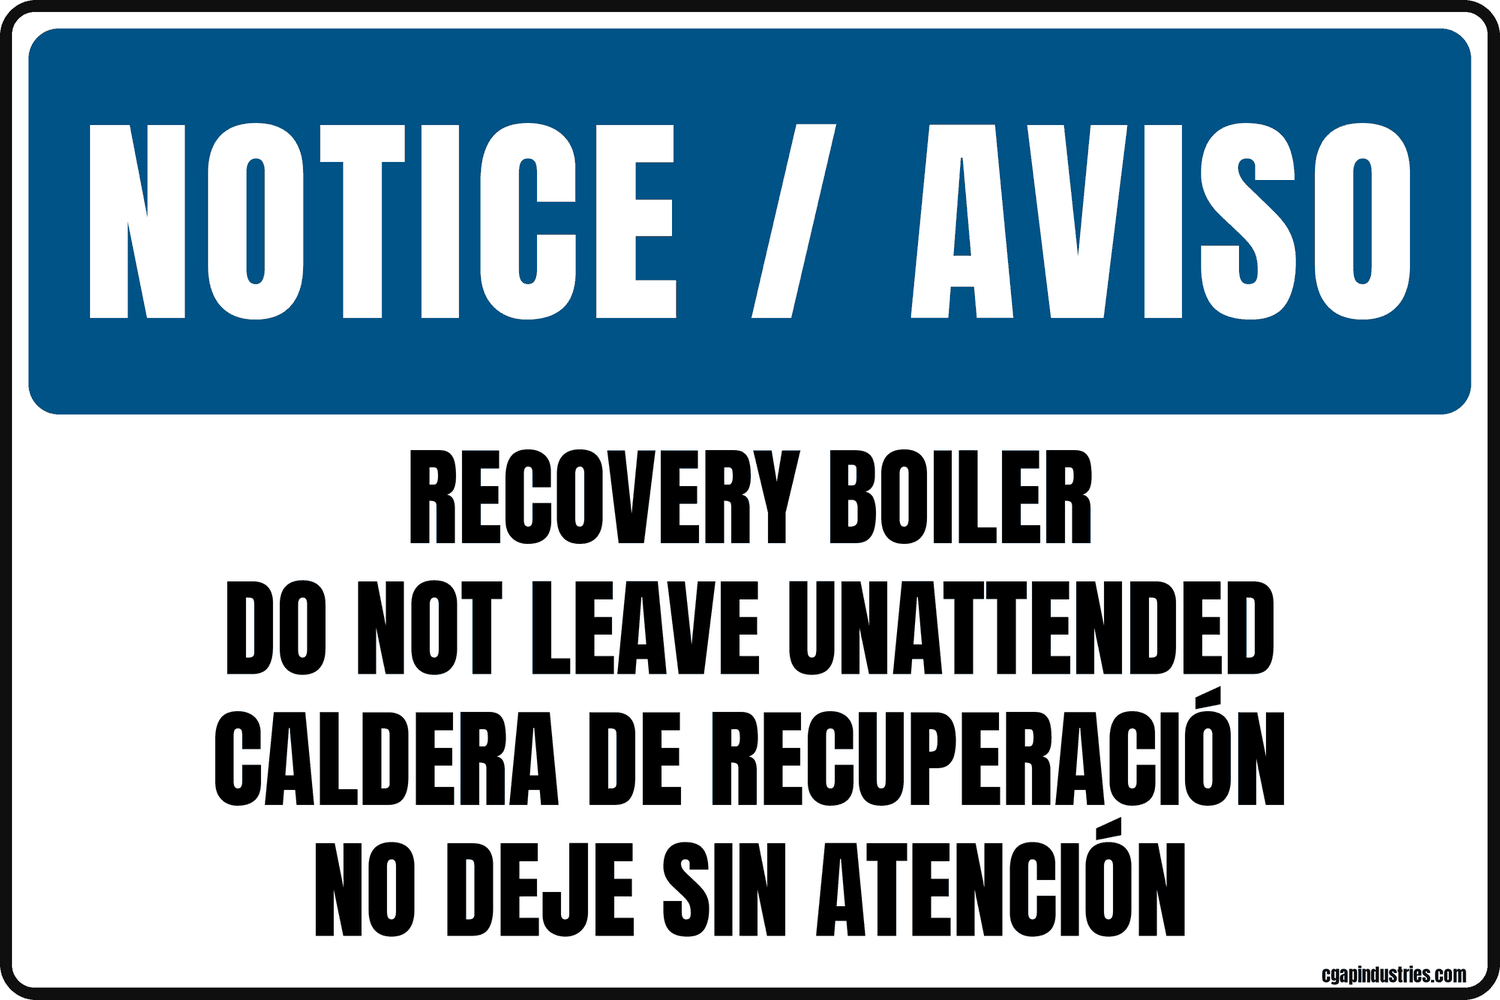 NOTICE / AVISO
RECOVERY BOILER
DO NOT LEAVE UNATTENDED
CALDERA DE RECUPERACIÓN
NO DEJE SIN ATENCIÓN
cgapindustries.com